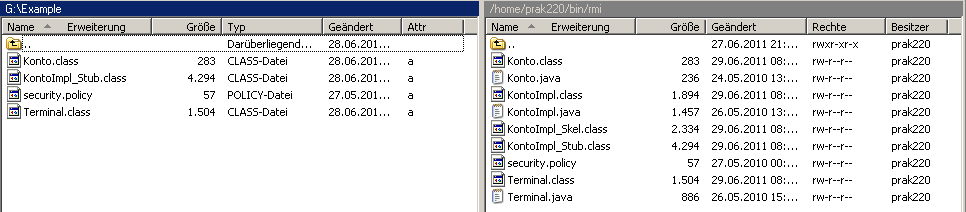 G:\Example
Name Erweiterung Größe Typ Geändert Attr
.. Darüberliegend... 28.06.201...
Konto.class 283 CLASS-Datei 28.06.201... a
KontoImpl_Stub.class 4.294 CLASS-Datei 28.06.201... a
security.policy 57 POLICY-Datei 27.05.201... a
Terminal.class 1.504 CLASS-Datei 28.06.201... a
/home/prak220/bin/rmi
Name Erweiterung Größe Geändert Rechte Besitzer
.. 27.06.2011 21:... rwxr-xr-x prak220
Konto.class 283 29.06.2011 08:... rw-r--r-- prak220
Konto.java 236 24.05.2010 13:... rw-r--r-- prak220
KontoImpl.class 1.894 29.06.2011 08:... rw-r--r-- prak220
KontoImpl.java 1.457 26.05.2010 13:... rw-r--r-- prak220
KontoImpl_Skel.class 2.334 29.06.2011 08:... rw-r--r-- prak220
KontoImpl_Stub.class 4.294 29.06.2011 08:... rw-r--r-- prak220
security.policy 57 27.05.2010 00:... rw-r--r-- prak220
Terminal.class 1.504 29.06.2011 08:... rw-r--r-- prak220
Terminal.java 886 26.05.2010 15:... rw-r--r-- prak220